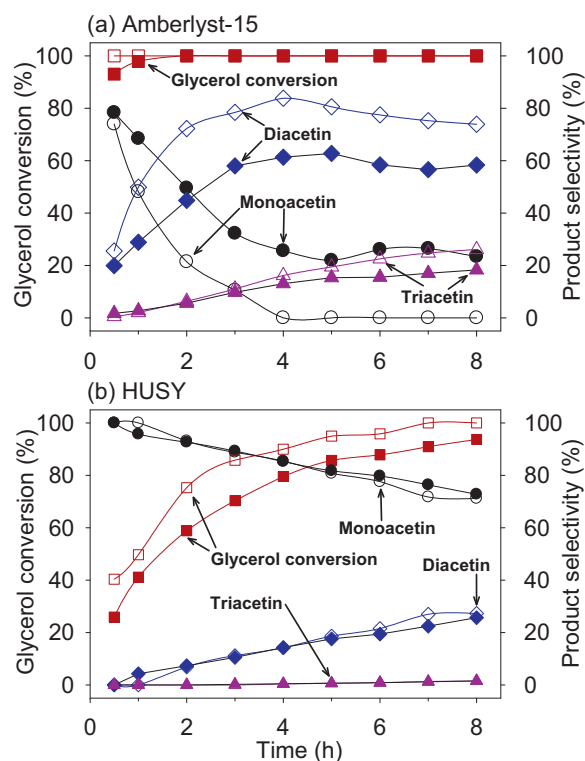 (a) Amberlyst-15
Glycerol conversion (%)
Product selectivity (%)
100 100
80 80
60 60
40 40
20 20
0 0
Glycerol conversion
Diacetin
Monoacetin
Triacetin
0 2 4 6 8
(b) HUSY
Glycerol conversion (%)
Product selectivity (%)
100 100
80 80
60 60
40 40
20 20
0 0
Monoacetin
Glycerol conversion
Diacetin
Triacetin
0 2 4 6 8
Time (h)